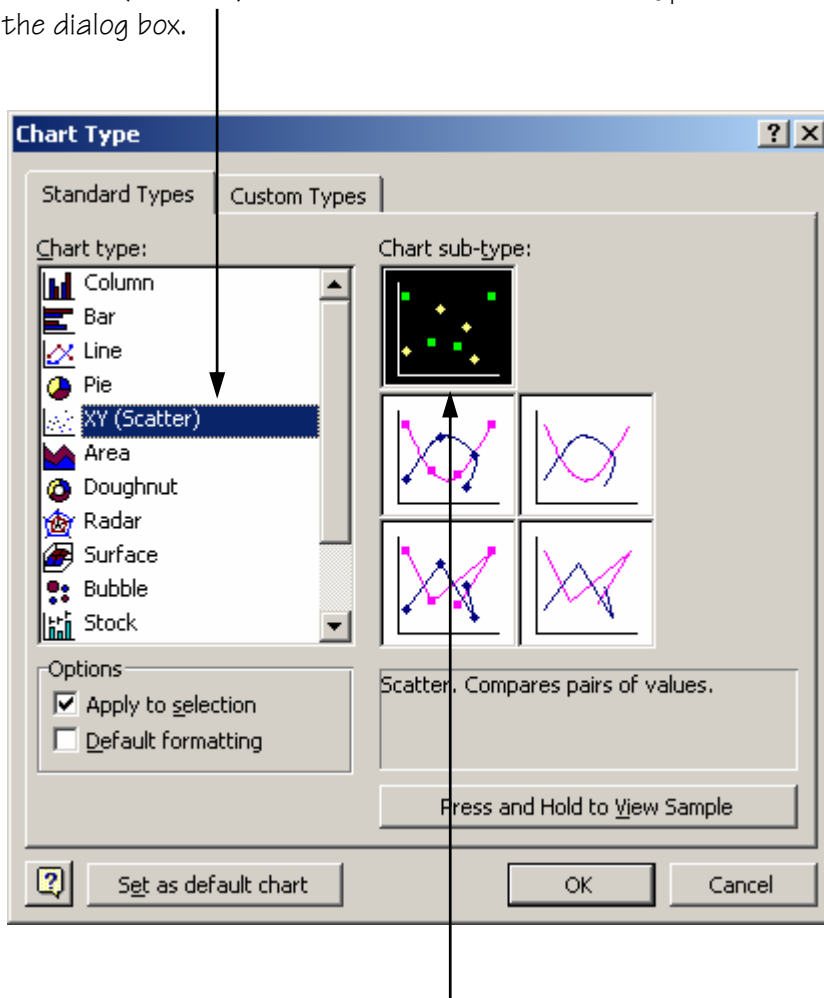 the dialog box.
Chart Type
Standard Types
Custom Types
Chart type:
Column
Bar
Line
Pie
XY (Scatter)
Area
Doughnut
Radar
Surface
Bubble
Stock
Chart sub-type:
Options
Apply to selection
Default formatting
Scatter. Compares pairs of values.
Press and Hold to View Sample
Set as default chart
OK
Cancel